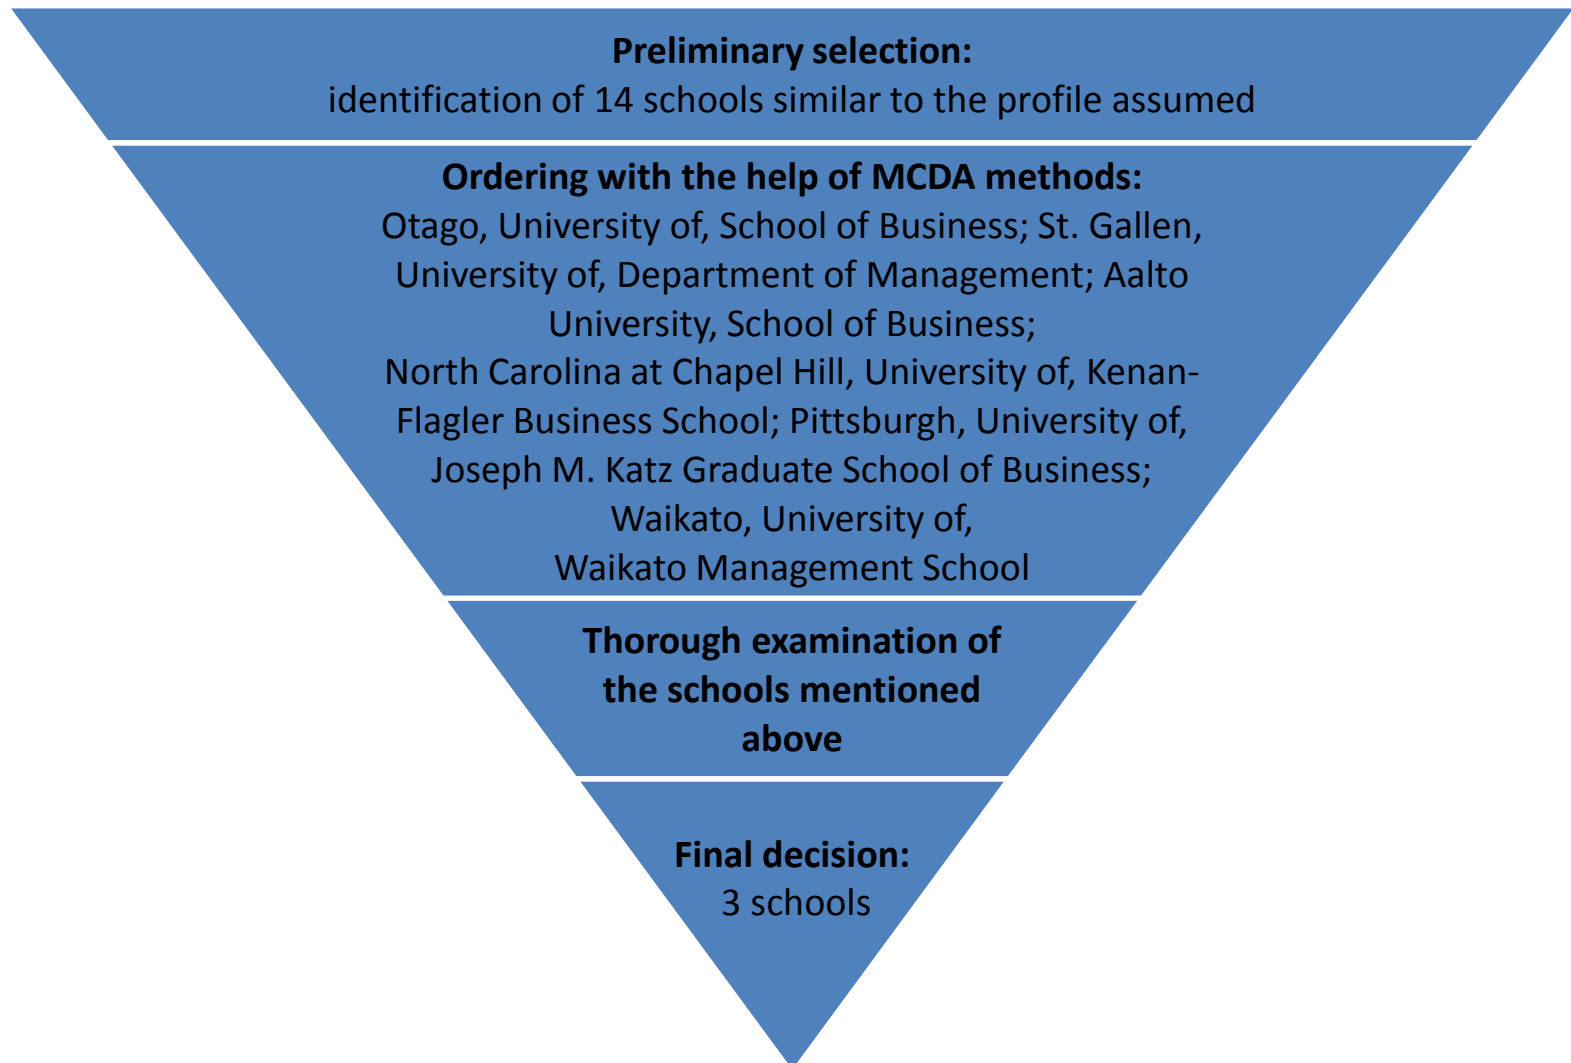 Preliminary selection:
identification of 14 schools similar to the profile assumed
Ordering with the help of MCDA methods:
Otago, University of, School of Business; St. Gallen,
University of, Department of Management; Aalto
University, School of Business;
North Carolina at Chapel Hill, University of, Kenan-
Flagler Business School; Pittsburgh, University of,
Joseph M. Katz Graduate School of Business;
Waikato, University of,
Waikato Management School
Thorough examination of
the schools mentioned
above
Final decision:
3 schools